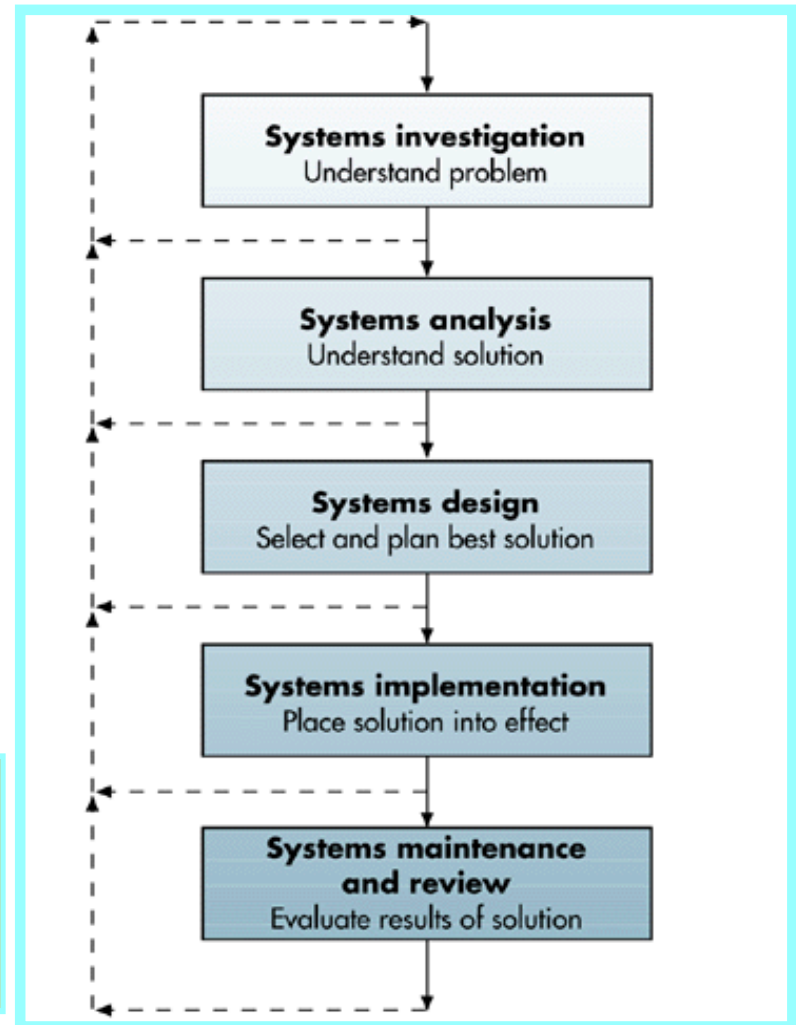 Systems investigation
Understand problem
Systems analysis
Understand solution
Systems design
Select and plan best solution
Systems implementation
Place solution into effect
Systems maintenance
and review
Evaluate results of solution